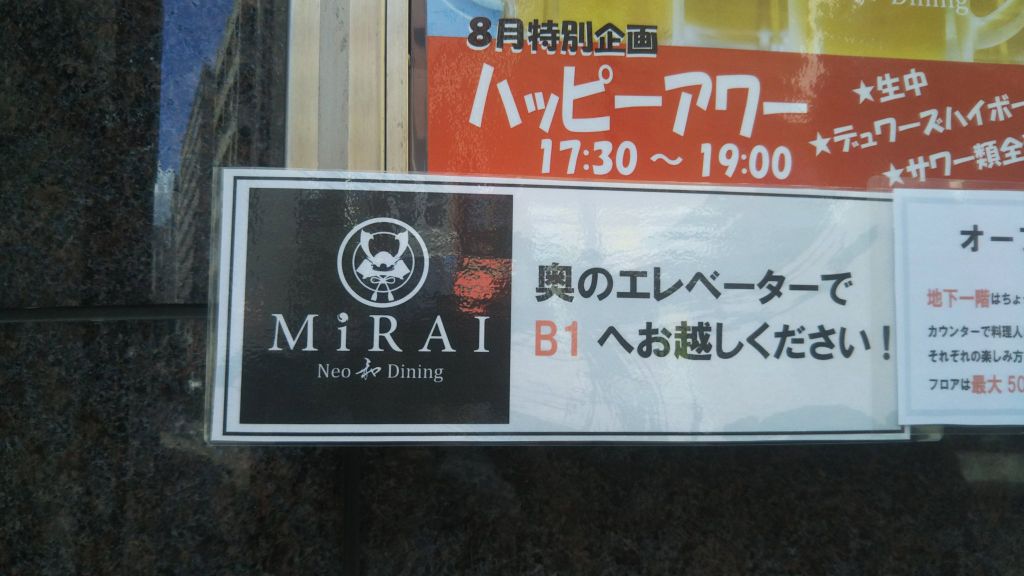 Dining
8月特別企画
ハッピーアワー
17:30 〜 19:00
★生中
★デュワーズハイボー
★サワー類全
MiRAI
Neo 和 Dining
奥のエレベーターで
B1 へお越しください!
オー
地下一階はちょ
カウンターで料理人
それぞれの楽しみ方
フロアは最大 50